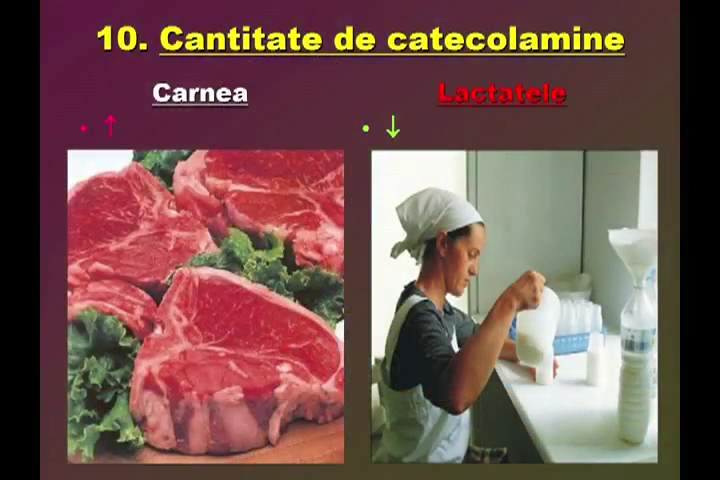 10. Cantitate de catecolamine
Carnea
Lactatele
• ↑
• ↓